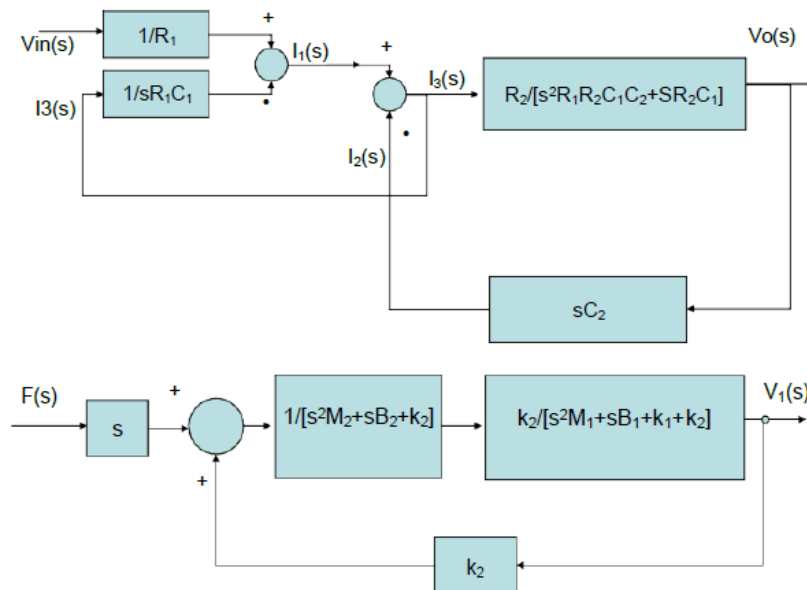 Vin(s)
1/R₁
+
I₁(s)
+
I₃(s)
Vo(s)
I3(s)
1/sR₁C₁
R₂/[s²R₁R₂C₁C₂+SR₂C₁]
I₂(s)
sC₂
F(s)
s
+
+
1/[s²M₂+sB₂+k₂]
k₂/[s²M₁+sB₁+k₁+k₂]
V₁(s)
k₂